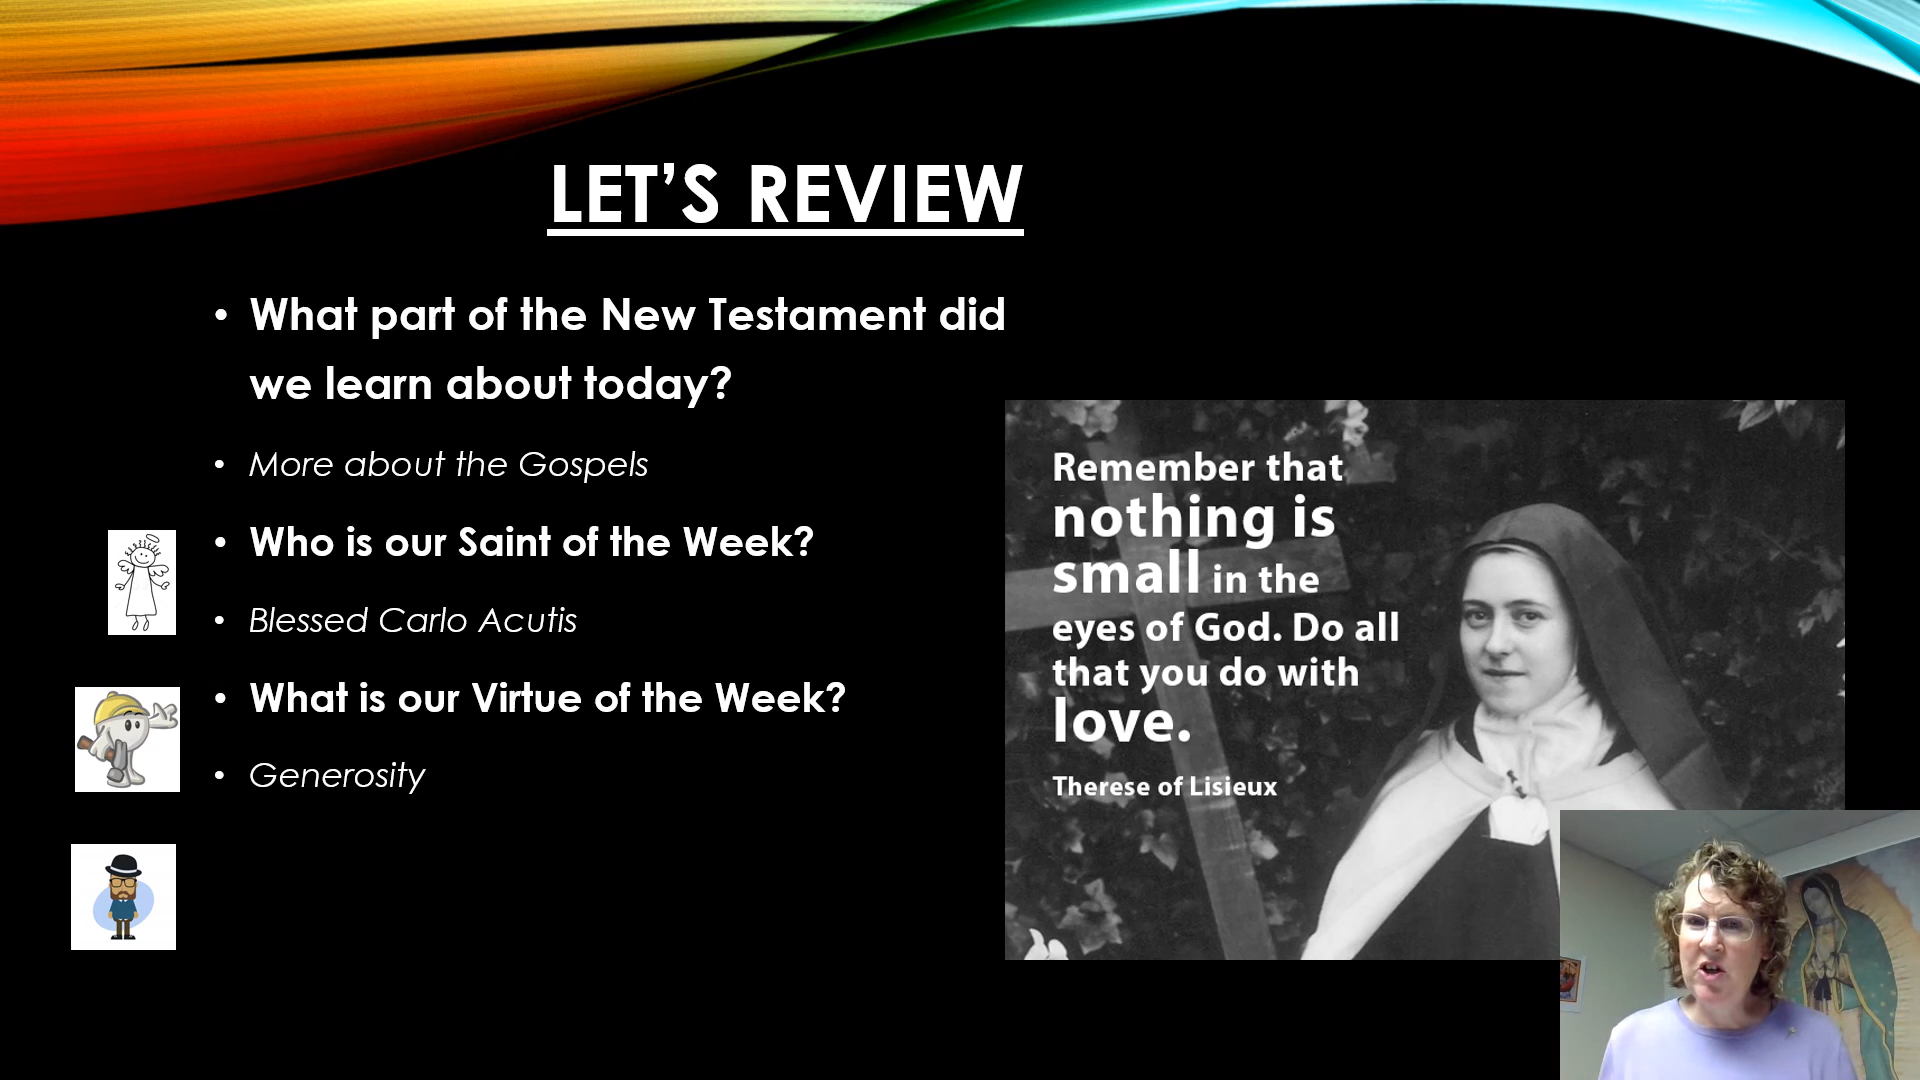 LET’S REVIEW
• What part of the New Testament did
we learn about today?
• More about the Gospels
• Who is our Saint of the Week?
• Blessed Carlo Acutis
• What is our Virtue of the Week?
• Generosity
Remember that
nothing is
small in the
eyes of God. Do all
that you do with
love.
Therese of Lisieux